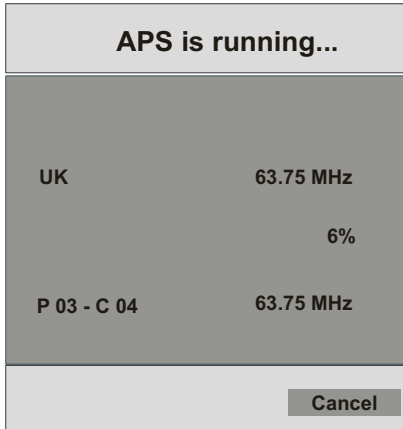 APS is running...
UK 63.75 MHz
6%
P 03 - C 04 63.75 MHz
Cancel